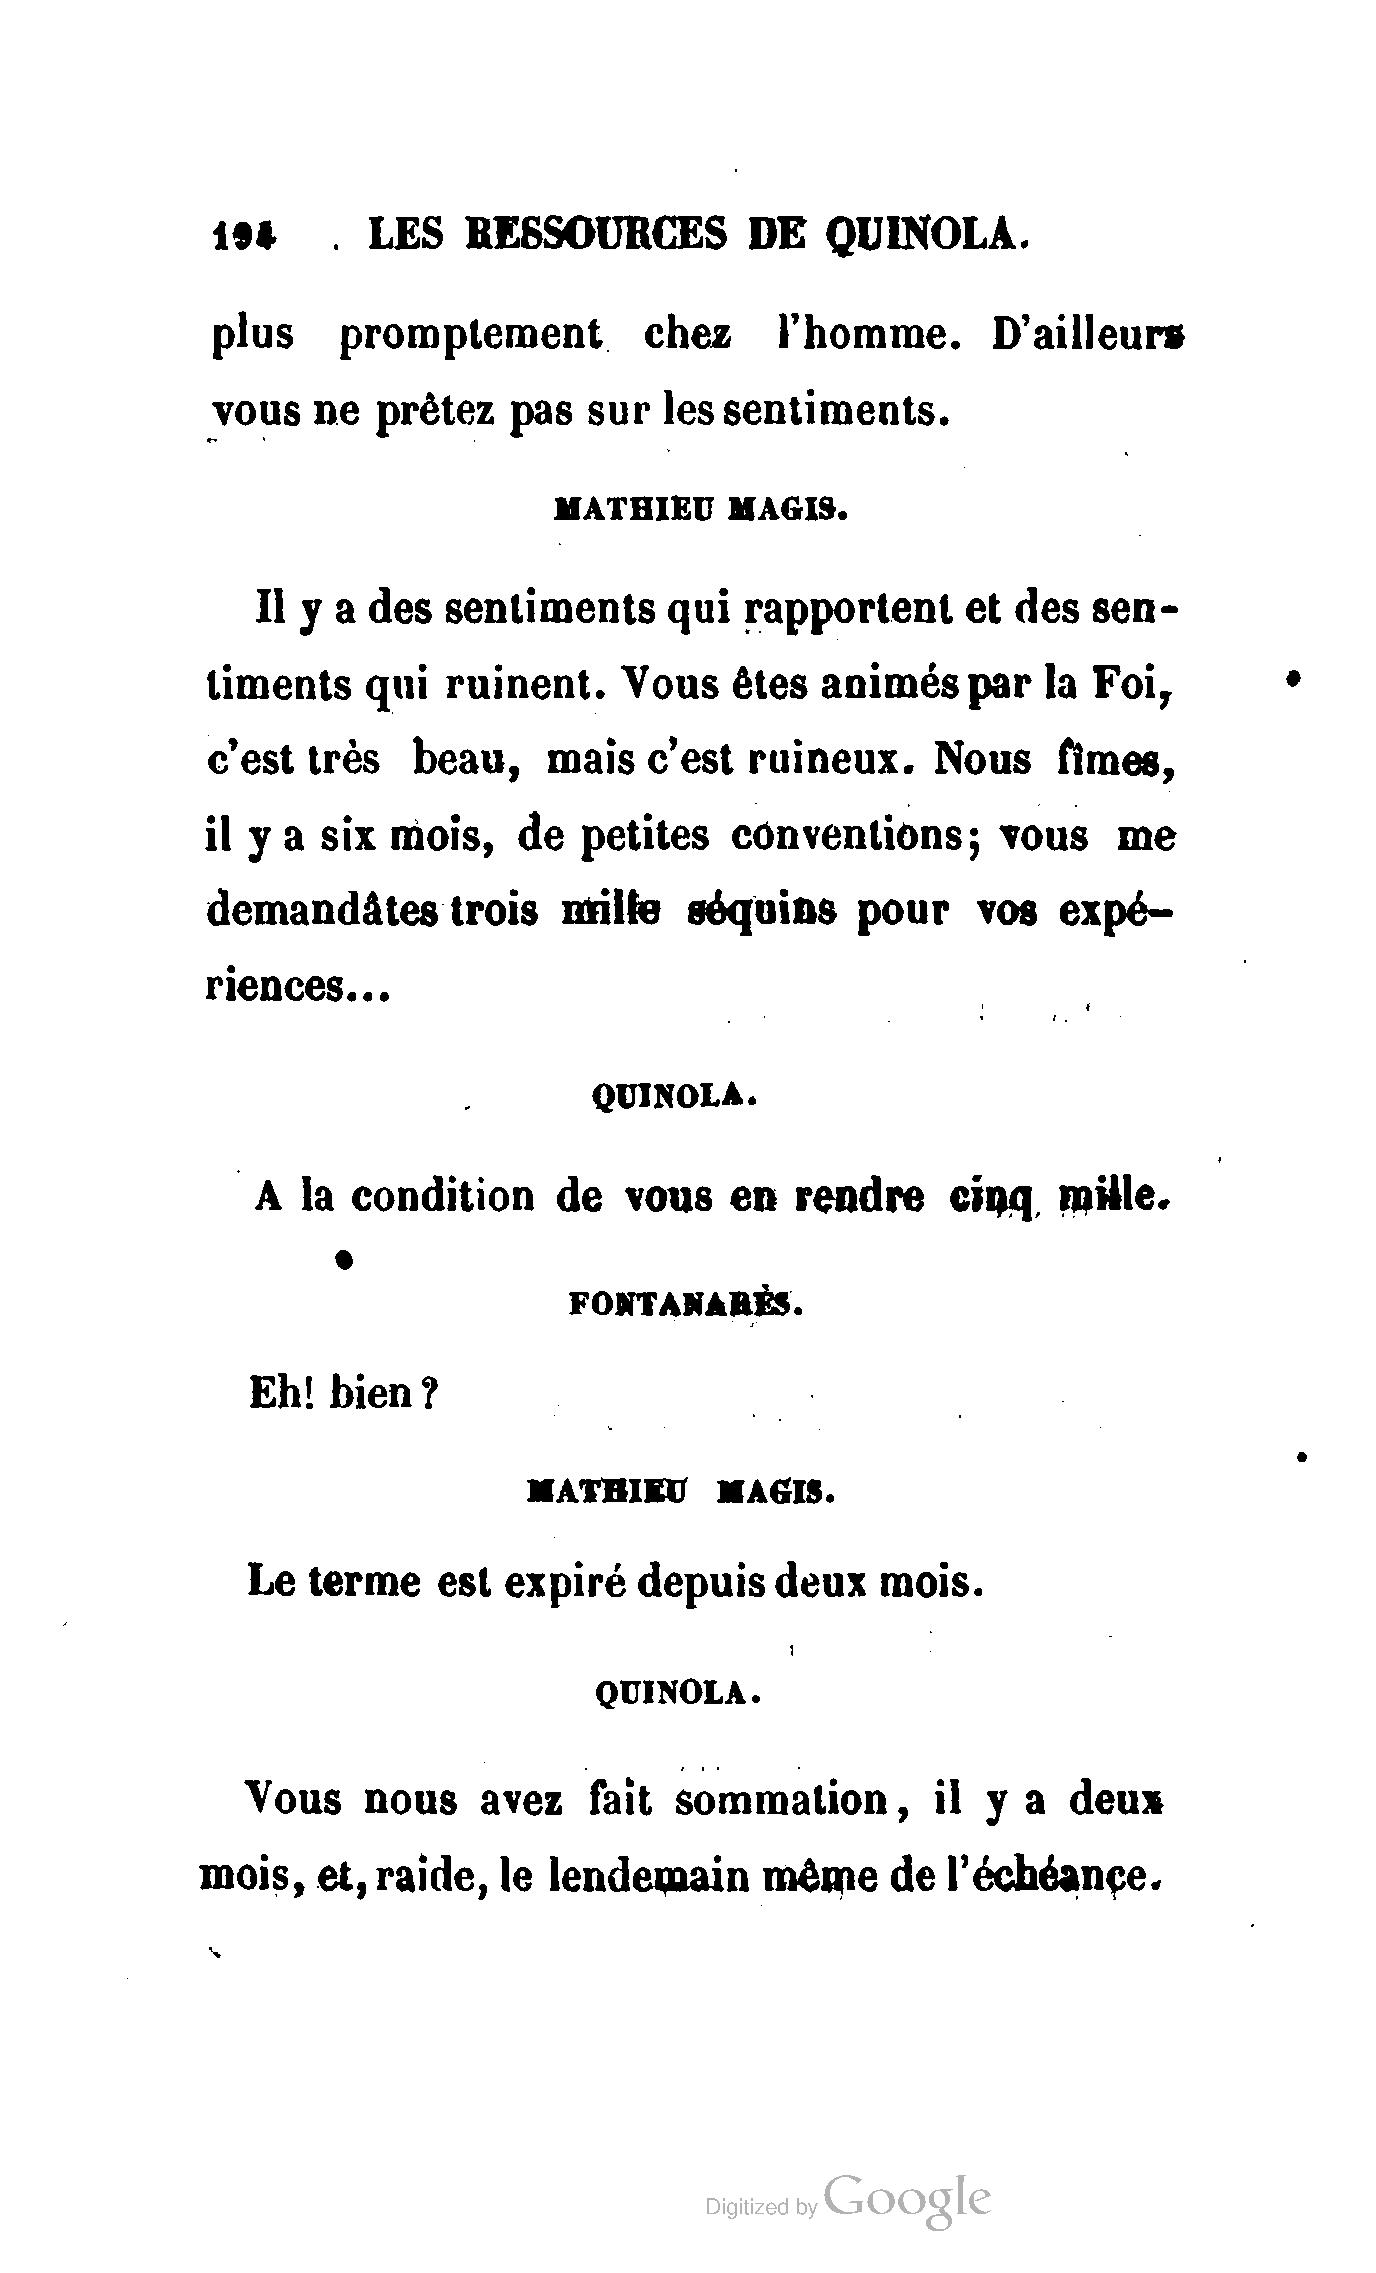 194 LES RESSOURCES DE QUINOLA.
plus promptement chez l'homme. D'ailleurs
vous ne prêtez pas sur les sentiments.
MATHIEU MAGIS.
Il y a des sentiments qui rapportent et des sen-
timents qui ruinent. Vous êtes animés par la Foi,
c'est très beau, mais c'est ruineux. Nous fîmes,
il y a six mois, de petites conventions; vous me
demandâtes trois mille séquins pour vos expé-
riences...
QUINOLA.
A la condition de vous en rendre cinq mille.
FONTANARÈS.
Eh! bien?
MATHIEU MAGIS.
Le terme est expiré depuis deux mois.
QUINOLA.
Vous nous avez fait sommation, il y a deux
mois, et, raide, le lendemain même de l'échéance.
Digitized by Google